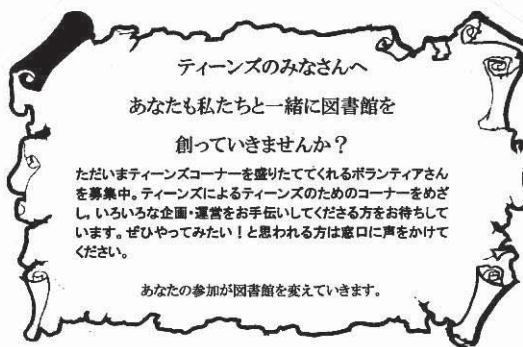 ティーンズのみなさんへ
あなたも私たちと一緒に図書館を
創っていきませんか？
ただいまティーンズコーナーを盛りたててくれるボランティアさん
を募集中。ティーンズによるティーンズのためのコーナーをめざ
し、いろいろな企画・運営をお手伝いしてくださる方をお待ちして
います。ぜひやってみたい！と思われる方は窓口に声をかけて
ください。
あなたの参加が図書館を変えていきます。